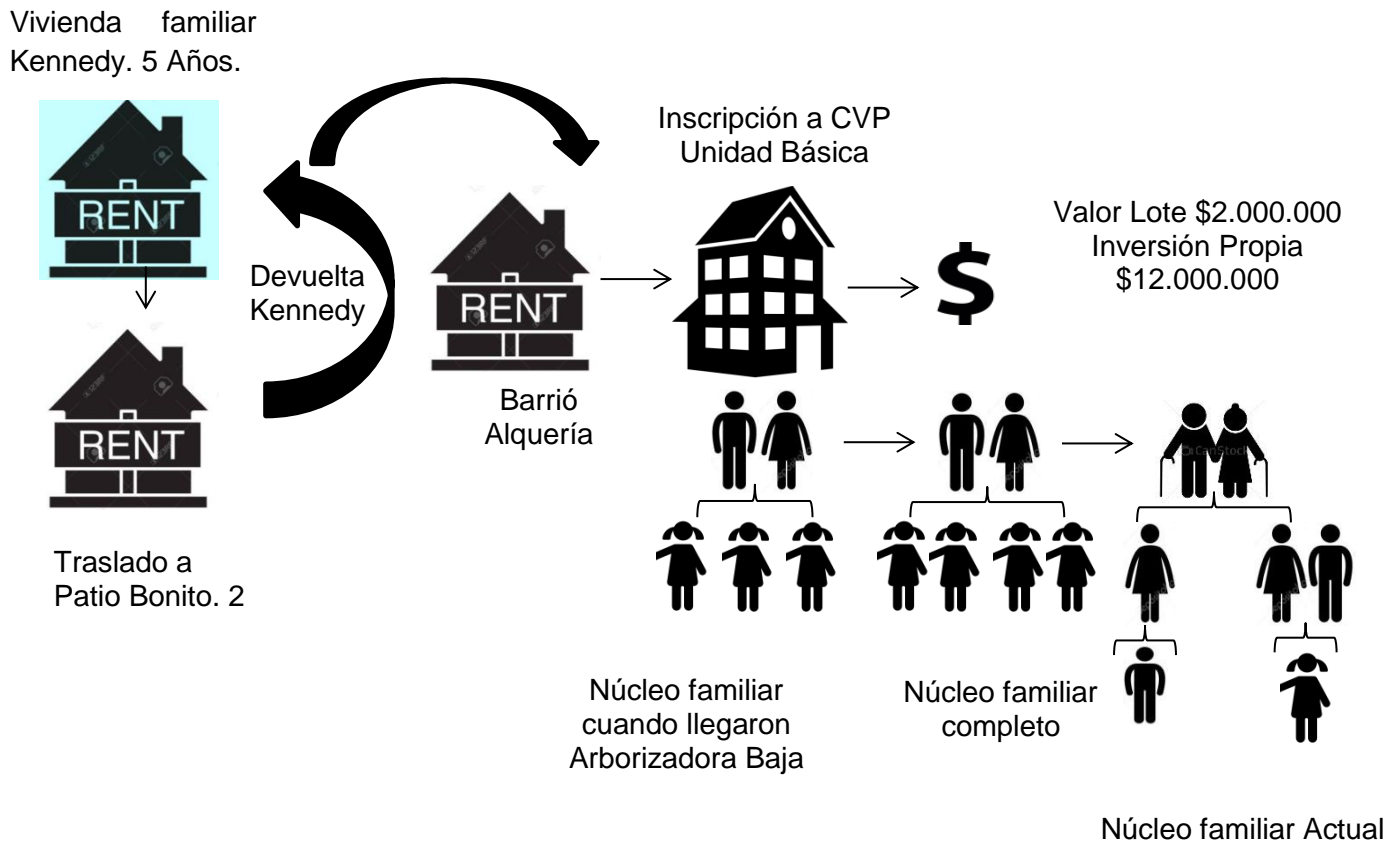 Vivienda familiar
Kennedy. 5 Años.
RENT
Devuelta
Kennedy
RENT
Traslado a
Patio Bonito. 2
RENT
Barrió
Alquería
Inscripción a CVP
Unidad Básica
$
Valor Lote $2.000.000
Inversión Propia
$12.000.000
CanStock
Núcleo familiar
cuando llegaron
Arborizadora Baja
Núcleo familiar
completo
Núcleo familiar Actual